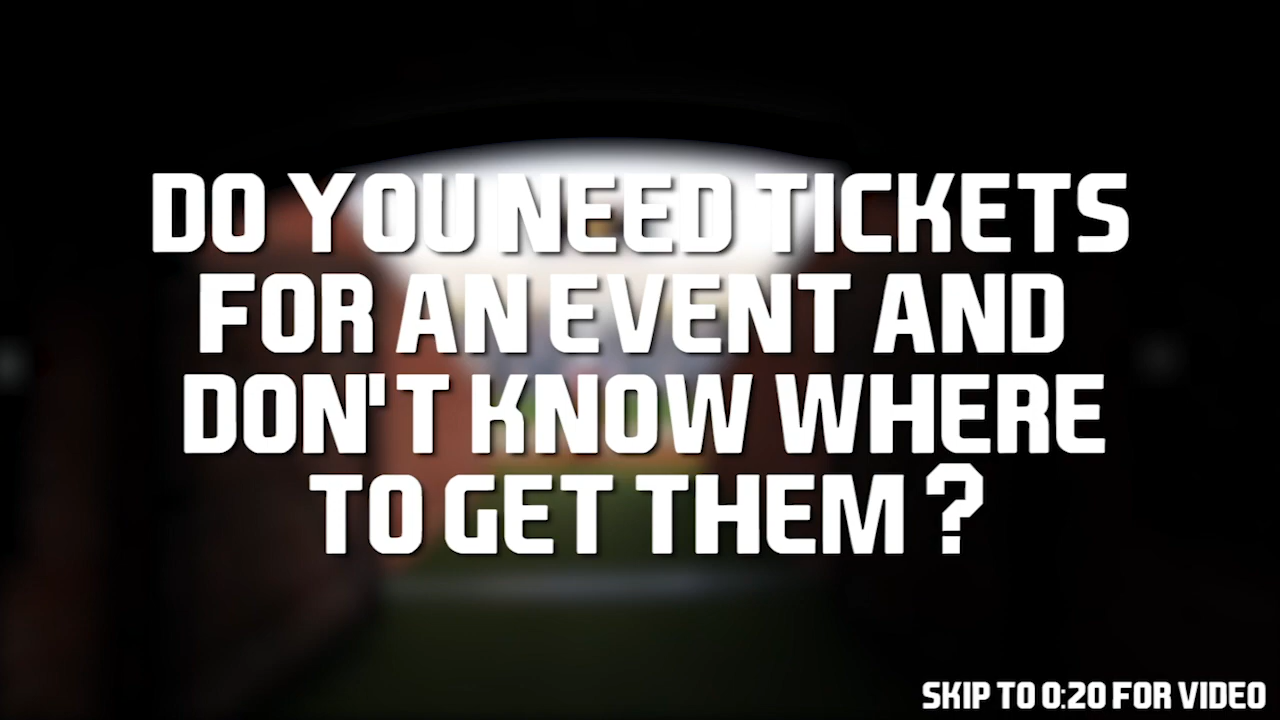 DO YOU NEED TICKETS
FOR AN EVENT AND
DON'T KNOW WHERE
TO GET THEM ?
SKIP TO 0:20 FOR VIDEO